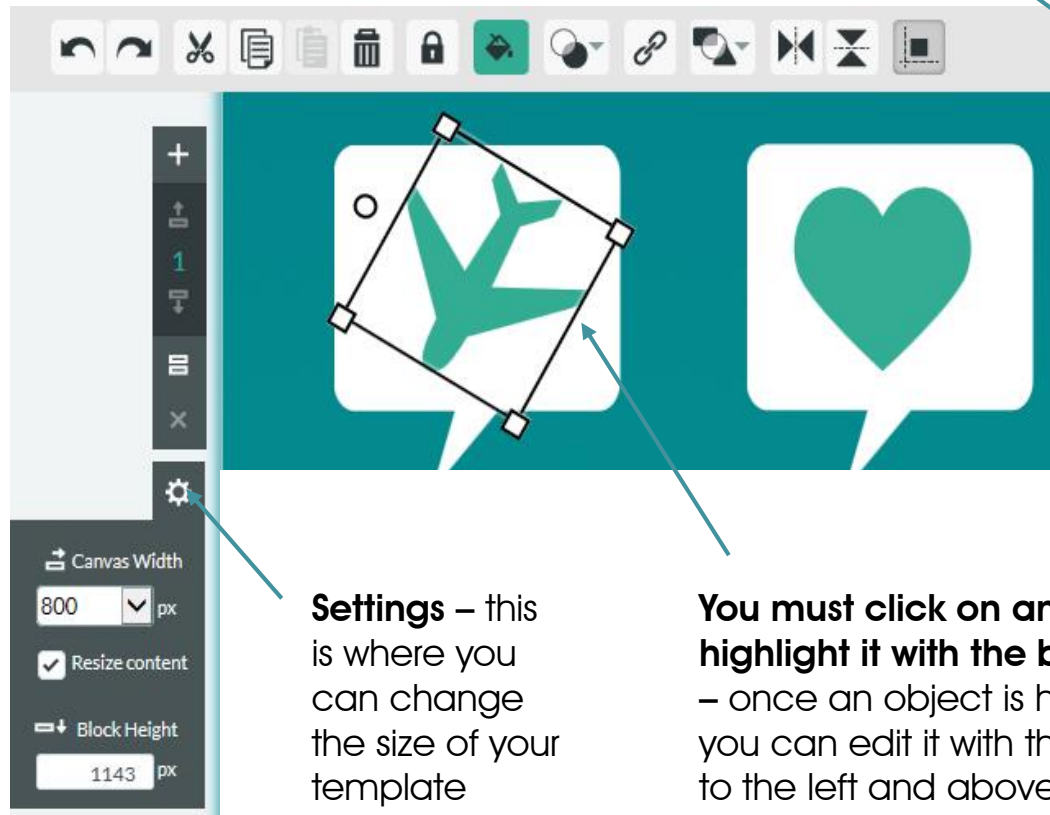 1
Canvas Width
800 px
Resize content
Block Height
1143 px
Settings – this
is where you
can change
the size of your
template
You must click on
highlight it with the
– once an object is
you can edit it with
to the left and above